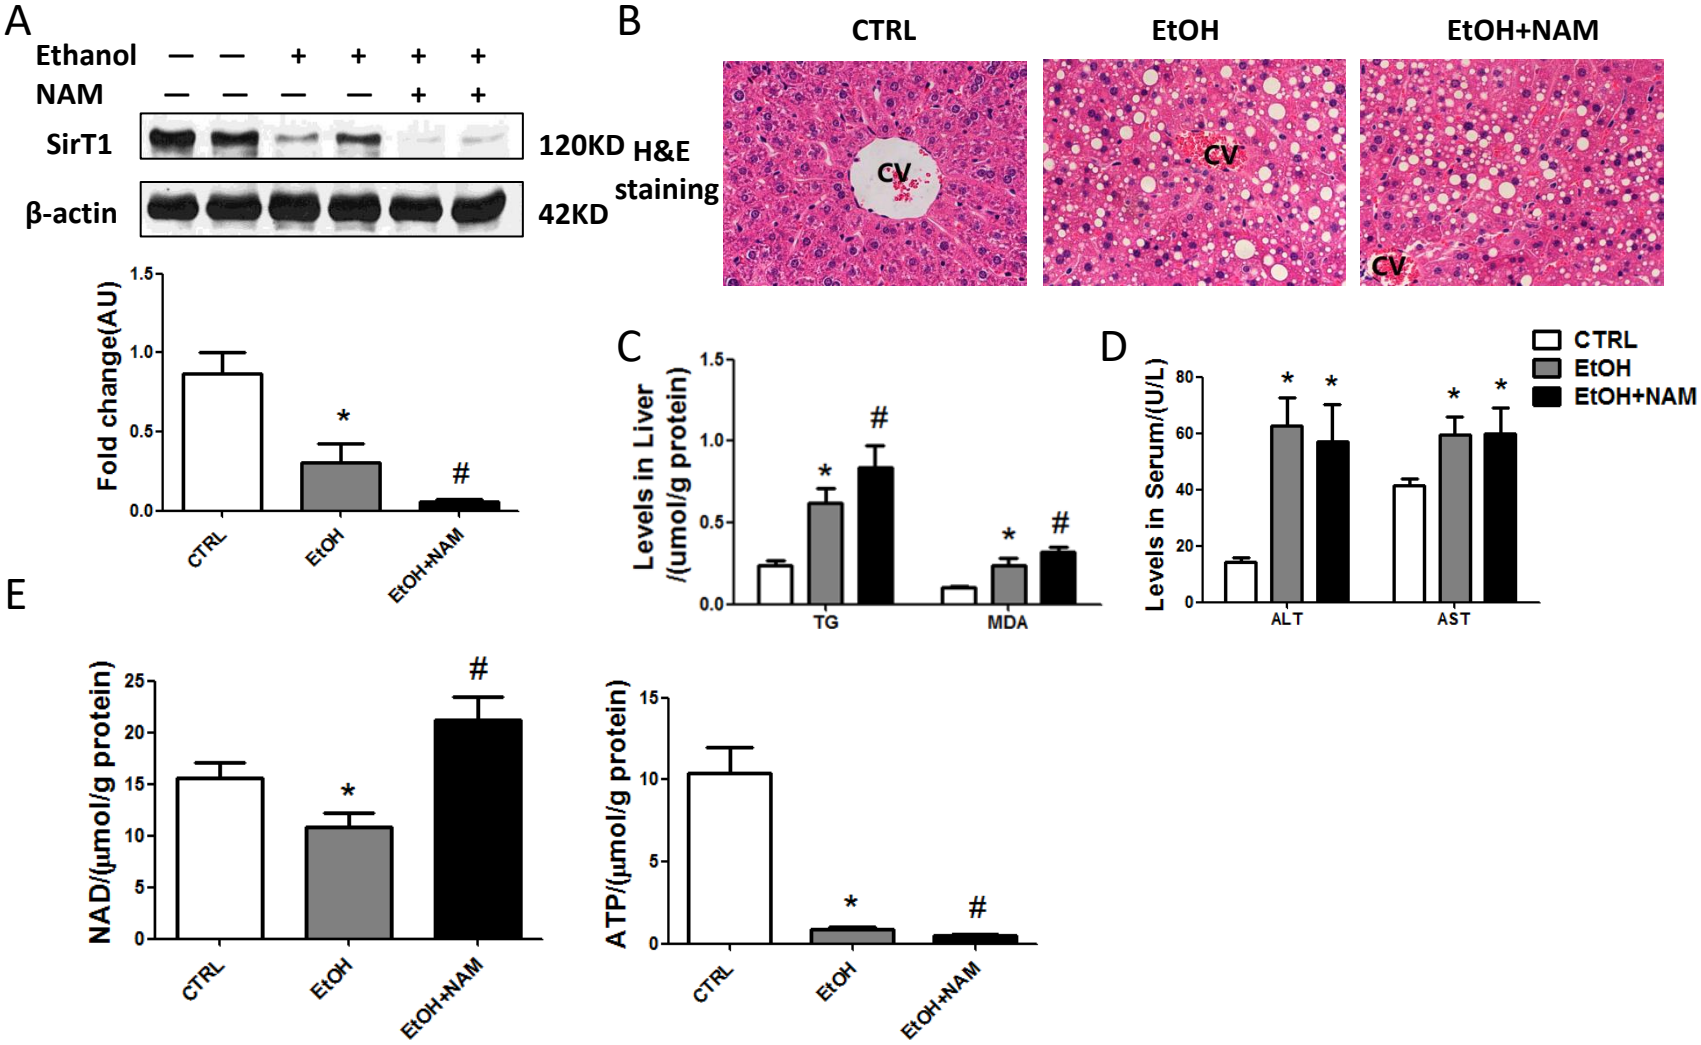 A
Ethanol — — + + + +
NAM — — — — + +
SirT1 120KD
β-actin 42KD
1.5
1.0
0.5
0.0
Fold change(AU)
*
#
CTRL
EtOH
EtOH+NAM
B
CTRL EtOH EtOH+NAM
H&E
staining
CV
CV
CV
C
1.5
1.0
0.5
0.0
Levels in Liver
/(umol/g protein)
* #
* #
TG MDA
D
80
60
40
20
0
Levels in Serum/(U/L)
* *
* *
ALT AST
CTRL
EtOH
EtOH+NAM
E
25
20
15
10
5
0
NAD/(μmol/g protein)
*
#
CTRL
EtOH
EtOH+NAM
15
10
5
0
ATP/(μmol/g protein)
*
#
CTRL
EtOH
EtOH+NAM